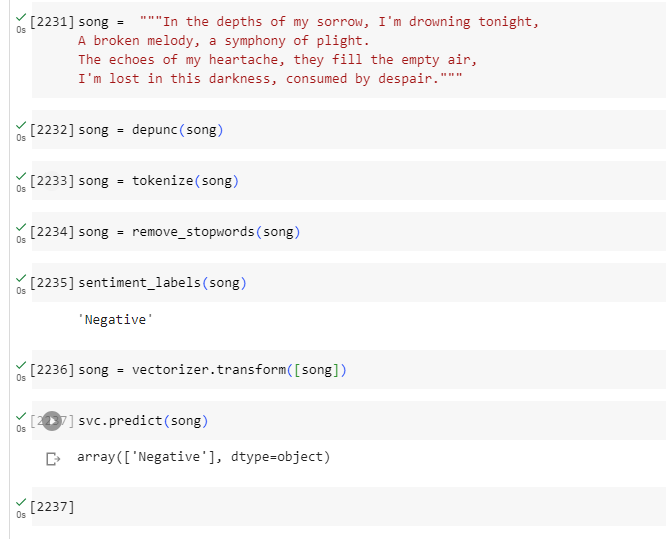 [2231] song =  """In the depths of my sorrow, I'm drowning tonight,
A broken melody, a symphony of plight.
The echoes of my heartache, they fill the empty air,
I'm lost in this darkness, consumed by despair."""
0s
[2232] song = depunc(song)
0s
[2233] song = tokenize(song)
0s
[2234] song = remove_stopwords(song)
0s
[2235] sentiment_labels(song)
0s
'Negative'
[2236] song = vectorizer.transform([song])
0s
[2237] svc.predict(song)
0s
array(['Negative'], dtype=object)
[2237]
0s